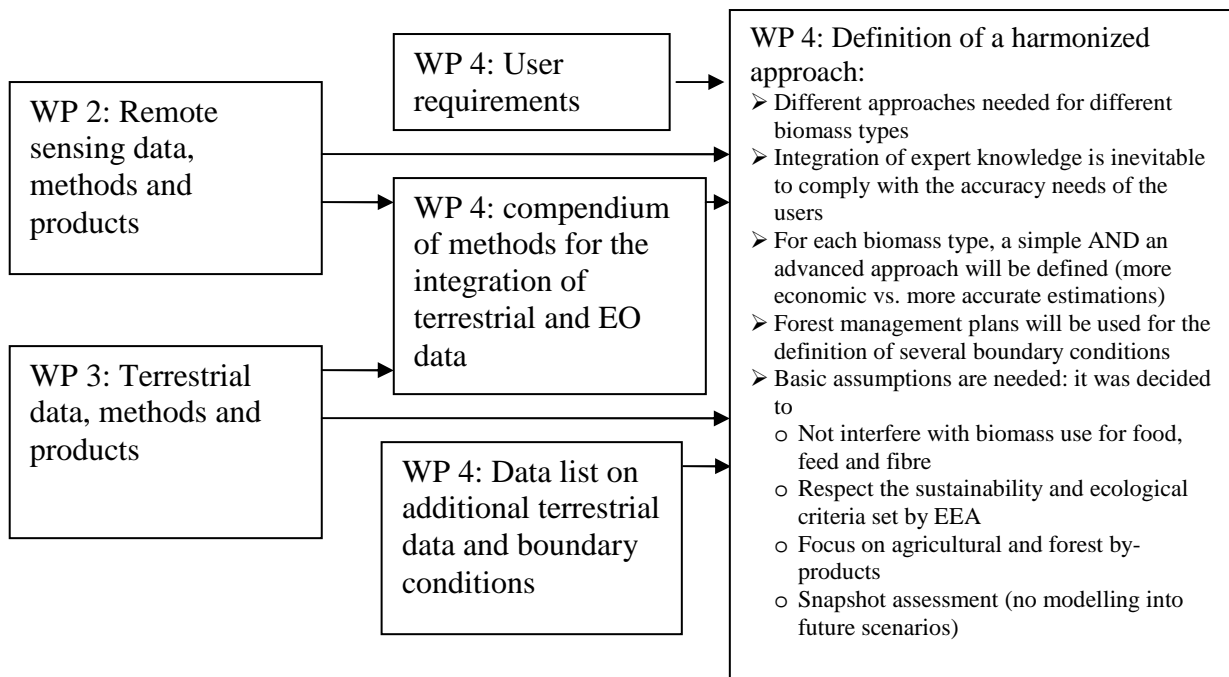 WP 2: Remote
sensing data,
methods and
products
WP 3: Terrestrial
data, methods and
products
WP 4: User
requirements
WP 4: compendium
of methods for the
integration of
terrestrial and EO
data
WP 4: Data list on
additional terrestrial
data and boundary
conditions
WP 4: Definition of a harmonized
approach:
➢ Different approaches needed for different
biomass types
➢ Integration of expert knowledge is inevitable
to comply with the accuracy needs of the
users
➢ For each biomass type, a simple AND an
advanced approach will be defined (more
economic vs. more accurate estimations)
➢ Forest management plans will be used for the
definition of several boundary conditions
➢ Basic assumptions are needed: it was decided
to
o Not interfere with biomass use for food,
feed and fibre
o Respect the sustainability and ecological
criteria set by EEA
o Focus on agricultural and forest by-
products
o Snapshot assessment (no modelling into
future scenarios)